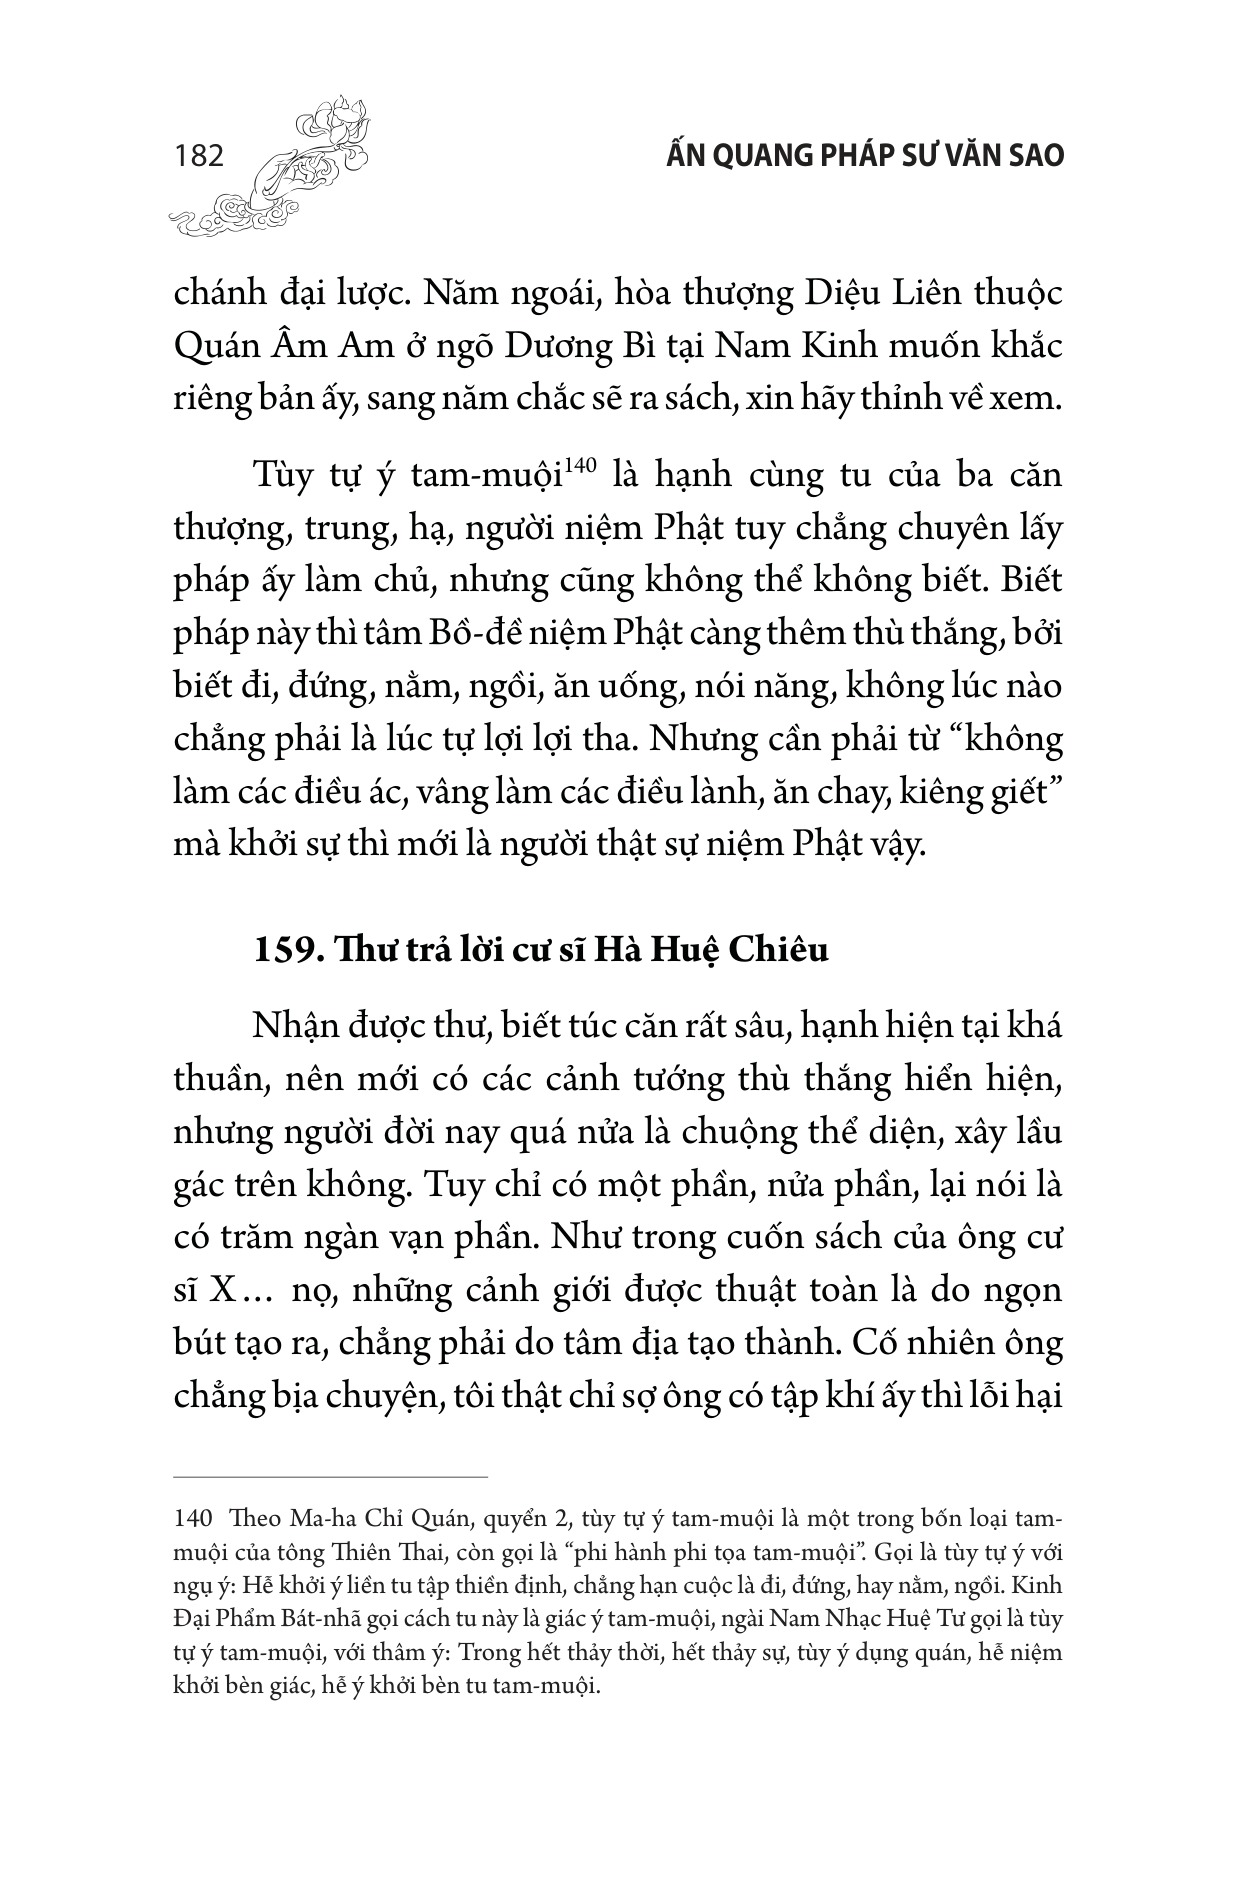 182
ẤN QUANG PHÁP SƯ VĂN SAO
chánh đại lược. Năm ngoái, hòa thượng Diệu Liên thuộc
Quán Âm Am ở ngõ Dương Bì tại Nam Kinh muốn khắc
riêng bản ấy, sang năm chắc sẽ ra sách, xin hãy thỉnh về xem.
Tùy tự ý tam-muội140 là hạnh cùng tu của ba căn
thượng, trung, hạ, người niệm Phật tuy chẳng chuyên lấy
pháp ấy làm chủ, nhưng cũng không thể không biết. Biết
pháp này thì tâm Bồ-đề niệm Phật càng thêm thù thắng, bởi
biết đi, đứng, nằm, ngồi, ăn uống, nói năng, không lúc nào
chẳng phải là lúc tự lợi lợi tha. Nhưng cần phải từ “không
làm các điều ác, vâng làm các điều lành, ăn chay, kiêng giết”
mà khởi sự thì mới là người thật sự niệm Phật vậy.
159. Thư trả lời cư sĩ Hà Huệ Chiêu
Nhận được thư, biết túc căn rất sâu, hạnh hiện tại khá
thuần, nên mới có các cảnh tướng thù thắng hiển hiện,
nhưng người đời nay quá nửa là chuộng thể diện, xây lầu
gác trên không. Tuy chỉ có một phần, nửa phần, lại nói là
có trăm ngàn vạn phần. Như trong cuốn sách của ông cư
sĩ X… nọ, những cảnh giới được thuật toàn là do ngọn
bút tạo ra, chẳng phải do tâm địa tạo thành. Cố nhiên ông
chẳng bịa chuyện, tôi thật chỉ sợ ông có tập khí ấy thì lỗi hại
140 Theo Ma-ha Chỉ Quán, quyển 2, tùy tự ý tam-muội là một trong bốn loại tam-
muội của tông Thiên Thai, còn gọi là “phi hành phi tọa tam-muội”. Gọi là tùy tự ý với
ngụ ý: Hễ khởi ý liền tu tập thiền định, chẳng hạn cuộc là đi, đứng, hay nằm, ngồi. Kinh
Đại Phẩm Bát-nhã gọi cách tu này là giác ý tam-muội, ngài Nam Nhạc Huệ Tư gọi là tùy
tự ý tam-muội, với thâm ý: Trong hết thảy thời, hết thảy sự, tùy ý dụng quán, hễ niệm
khởi bèn giác, hễ ý khởi bèn tu tam-muội.